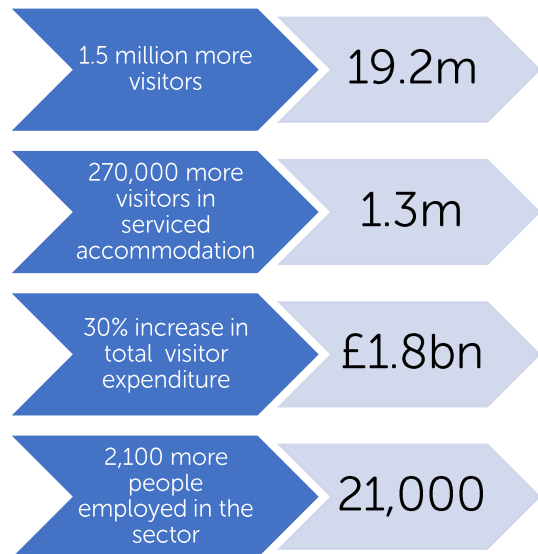 1.5 million more
visitors
19.2m
270,000 more
visitors in
serviced
accommodation
1.3m
30% increase in
total visitor
expenditure
£1.8bn
2,100 more
people
employed in the
sector
21,000